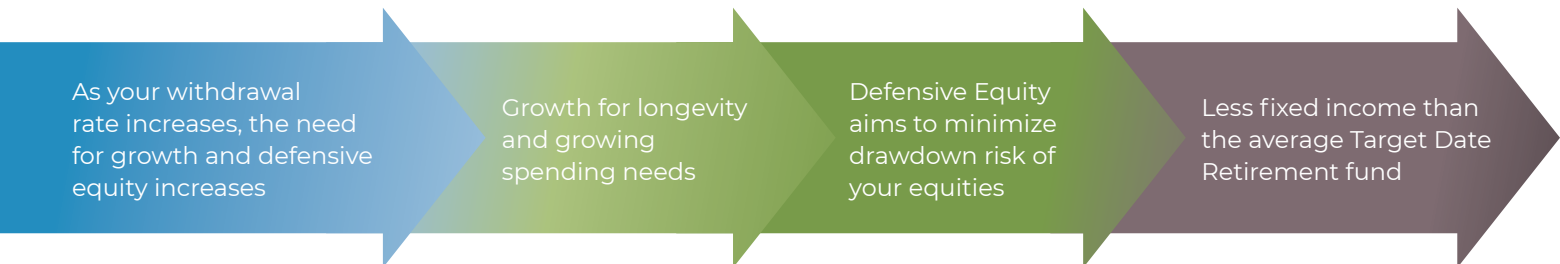 As your withdrawal
rate increases, the need
for growth and defensive
equity increases
Growth for longevity
and growing
spending needs
Defensive Equity
aims to minimize
drawdown risk of
your equities
Less fixed income than
the average Target Date
Retirement fund